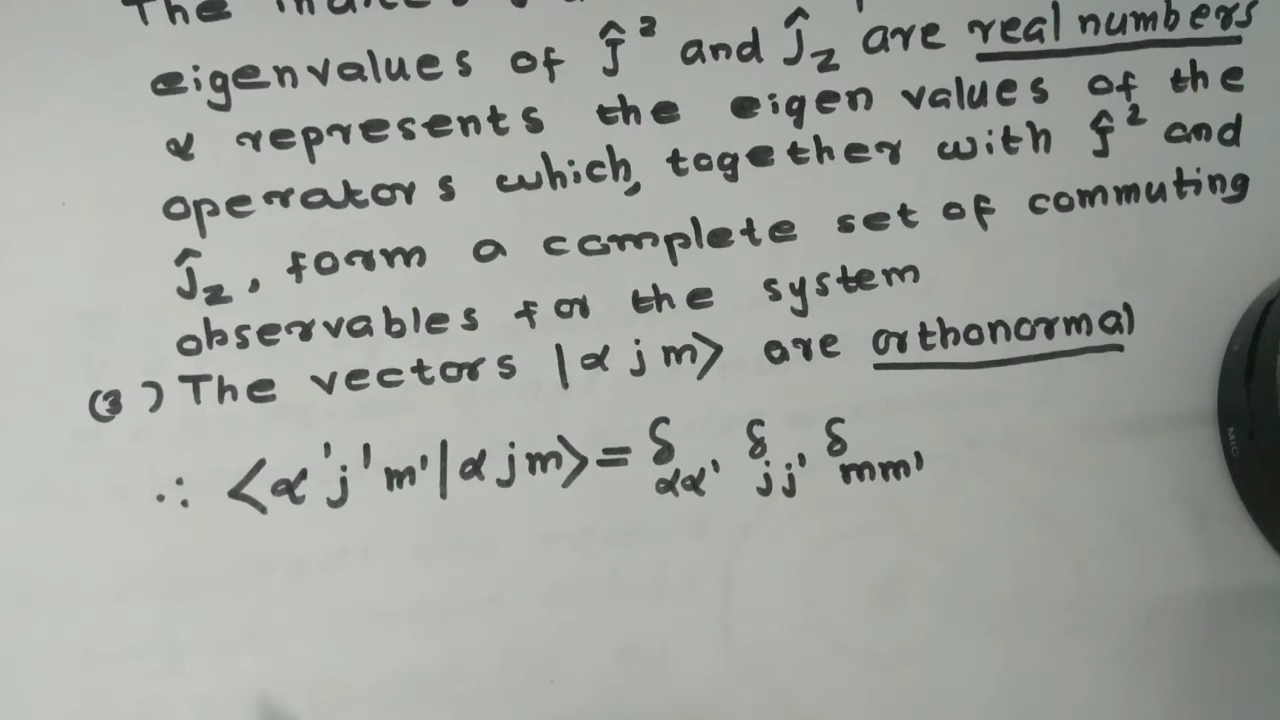 The
eigenvalues of Ĵ² and Ĵz are real numbers
α represents the eigen values of the
operators which, together with Ĵ² and
Ĵz, form a complete set of commuting
observables for the system
(3) The vectors |α j m⟩ are orthonormal
∴ ⟨α'j'm'|α j m⟩ = δαα' δjj' δmm'
MIC